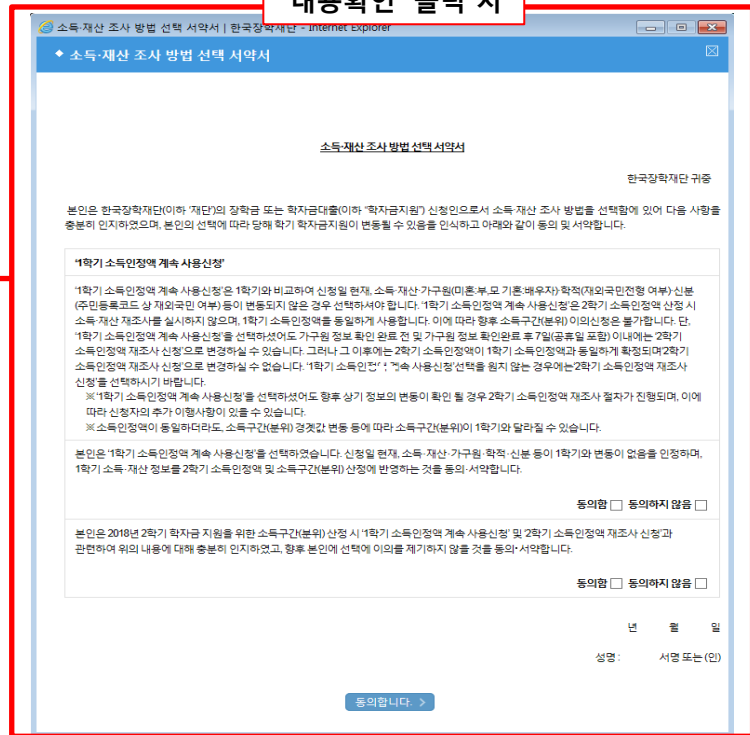 내용확인 클릭 시
소득·재산 조사 방법 선택 서약서 | 한국장학재단 - Internet Explorer
소득·재산 조사 방법 선택 서약서
소득·재산 조사 방법 선택 서약서
한국장학재단 귀중
본인은 한국장학재단(이하 '재단')의 장학금 또는 학자금대출(이하 "학자금지원") 신청인으로서 소득·재산 조사 방법을 선택함에 있어 다음 사항을
충분히 인지하였으며, 본인의 선택에 따라 당해 학기 학자금지원이 변동될 수 있음을 인식하고 아래와 같이 동의 및 서약합니다.
'1학기 소득인정액 계속 사용신청'
'1학기 소득인정액 계속 사용신청'은 1학기와 비교하여 신청일 현재, 소득·재산·가구원(미혼:부,모 기혼:배우자)·학적(재외국민전형 여부)·신분
(주민등록코드 상 재외국민 여부) 등이 변동되지 않은 경우 선택하셔야 합니다. '1학기 소득인정액 계속 사용신청'은 2학기 소득인정액 산정 시
소득·재산 재조사를 실시하지 않으며, 1학기 소득인정액을 동일하게 사용합니다. 이에 따라 향후 소득구간(분위) 이의신청은 불가합니다. 단,
'1학기 소득인정액 계속 사용신청'을 선택하셨어도 가구원 정보 확인 완료 전 및 가구원 정보 확인완료 후 7일(공휴일 포함) 이내에는 '2학기
소득인정액 재조사 신청'으로 변경하실 수 있습니다. 그러나 그 이후에는 2학기 소득인정액이 1학기 소득인정액과 동일하게 확정되며'2학기
소득인정액 재조사 신청'으로 변경하실 수 없습니다. '1학기 소득인정액 계속 사용신청'선택을 원치 않는 경우에는'2학기 소득인정액 재조사
신청'을 선택하시기 바랍니다.
※ '1학기 소득인정액 계속 사용신청'을 선택하셨어도 향후 상기 정보의 변동이 확인 될 경우 2학기 소득인정액 재조사 절차가 진행되며, 이에
따라 신청자의 추가 이행사항이 있을 수 있습니다.
※ 소득인정액이 동일하더라도, 소득구간(분위) 경곗값 변동 등에 따라 소득구간(분위)이 1학기와 달라질 수 있습니다.
본인은 '1학기 소득인정액 계속 사용신청'을 선택하였습니다. 신청일 현재, 소득·재산·가구원·학적·신분 등이 1학기와 변동이 없음을 인정하며,
1학기 소득·재산 정보를 2학기 소득인정액 및 소득구간(분위) 산정에 반영하는 것을 동의·서약합니다.
동의함 □ 동의하지 않음 □
본인은 2018년 2학기 학자금 지원을 위한 소득구간(분위) 산정 시 '1학기 소득인정액 계속 사용신청' 및 '2학기 소득인정액 재조사 신청'과
관련하여 위의 내용에 대해 충분히 인지하였고, 향후 본인에 선택에 이의를 제기하지 않을 것을 동의·서약합니다.
동의함 □ 동의하지 않음 □
년 월 일
성명 : 서명 또는 (인)
동의합니다. >